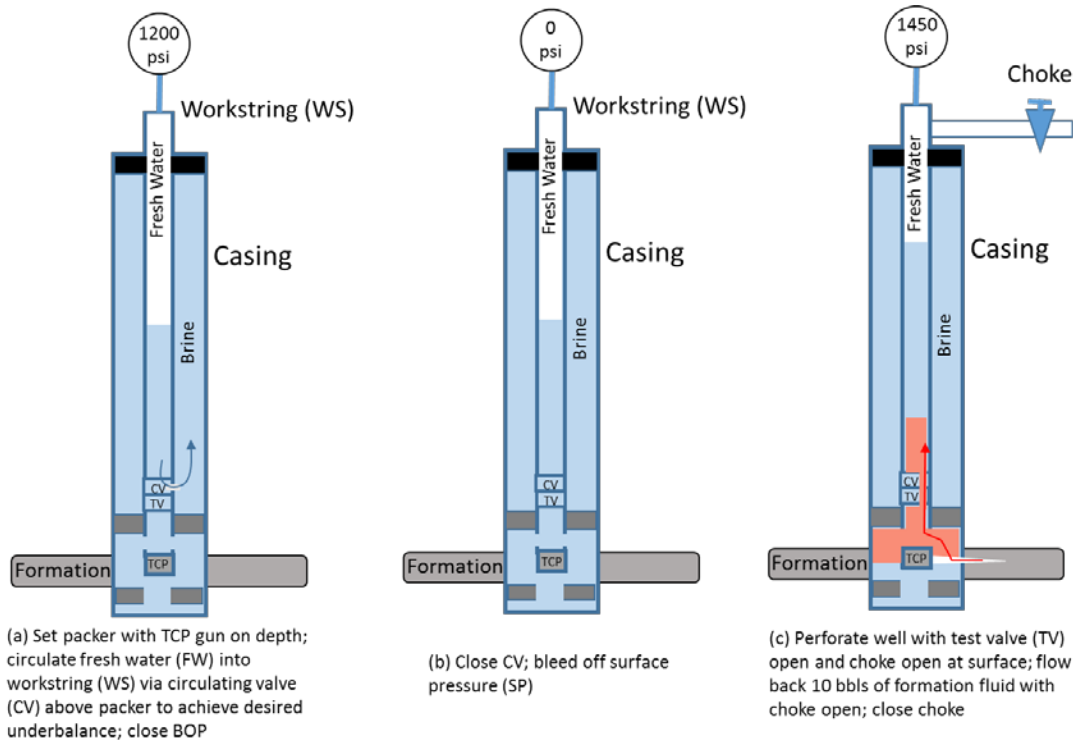 1200
psi
Workstring (WS)
Fresh Water
Casing
Brine
CV
TV
TCP
Formation
(a) Set packer with TCP gun on depth;
circulate fresh water (FW) into
workstring (WS) via circulating valve
(CV) above packer to achieve desired
underbalance; close BOP
0
psi
Workstring (WS)
Fresh Water
Casing
Brine
CV
TV
TCP
Formation
(b) Close CV; bleed off surface
pressure (SP)
1450
psi
Choke
Fresh Water
Casing
Brine
CV
TV
TCP
Formation
(c) Perforate well with test valve (TV)
open and choke open at surface; flow
back 10 bbls of formation fluid with
choke open; close choke